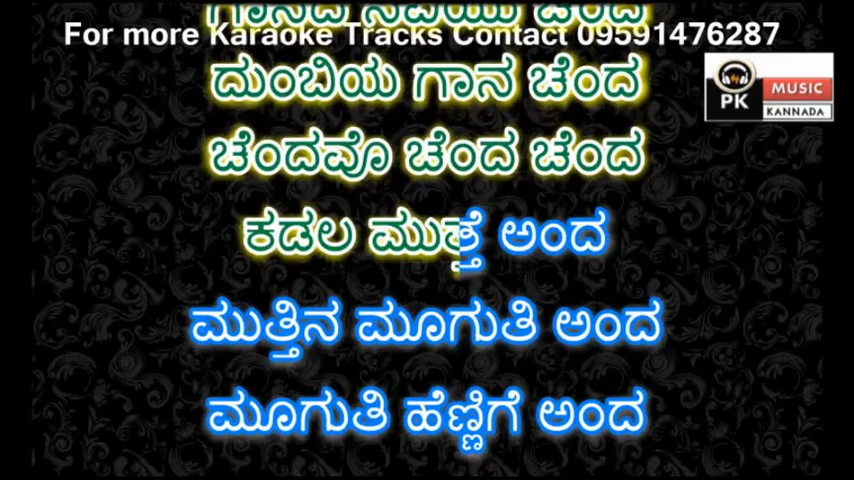 For more Karaoke Tracks Contact 09591476287
ದುಂಬಿಯ ಗಾನ ಚೆಂದ
ಚೆಂದವೊ ಚೆಂದ ಚೆಂದ
ಕಡಲ ಮುತ್ತೆ ಅಂದ
ಮುತ್ತಿನ ಮೂಗುತಿ ಅಂದ
ಮೂಗುತಿ ಹೆಣ್ಣಿಗೆ ಅಂದ
PK
MUSIC
KANNADA